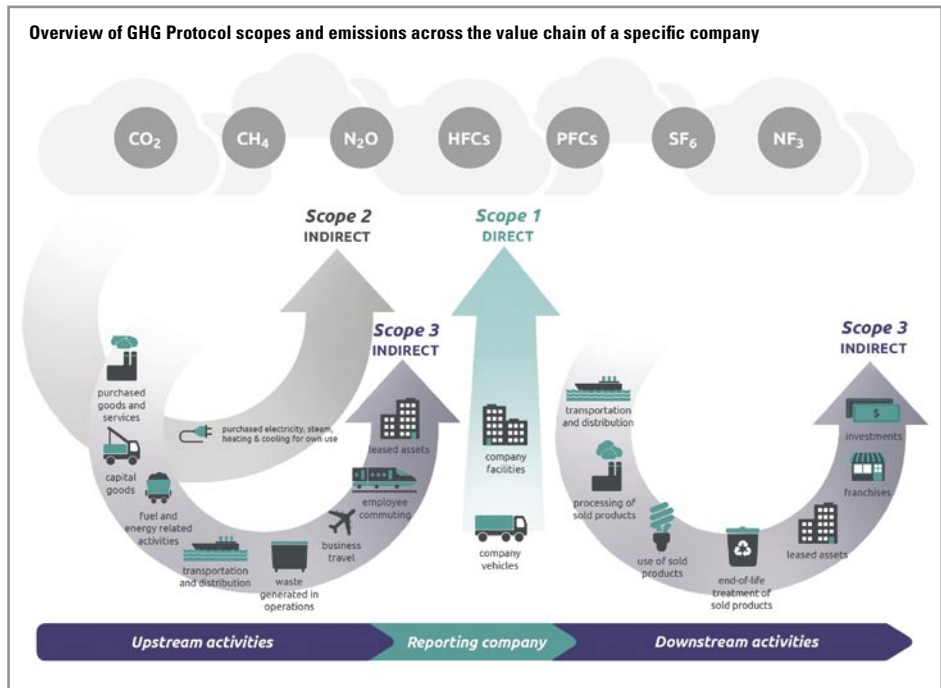 Overview of GHG Protocol scopes and emissions across the value chain of a specific company
CO₂
CH₄
N₂O
HFCs
PFCs
SF₆
NF₃
Scope 2
INDIRECT
Scope 1
DIRECT
Scope 3
INDIRECT
Scope 3
INDIRECT
purchased
goods and
services
capital
goods
fuel and
energy related
activities
purchased electricity, steam,
heating & cooling for own use
transportation
and distribution
waste
generated in
operations
business
travel
employee
commuting
leased assets
company
facilities
company
vehicles
transportation
and distribution
processing of
sold products
use of sold
products
end-of-life
treatment of
sold products
leased assets
franchises
investments
$
Upstream activities
Reporting company
Downstream activities